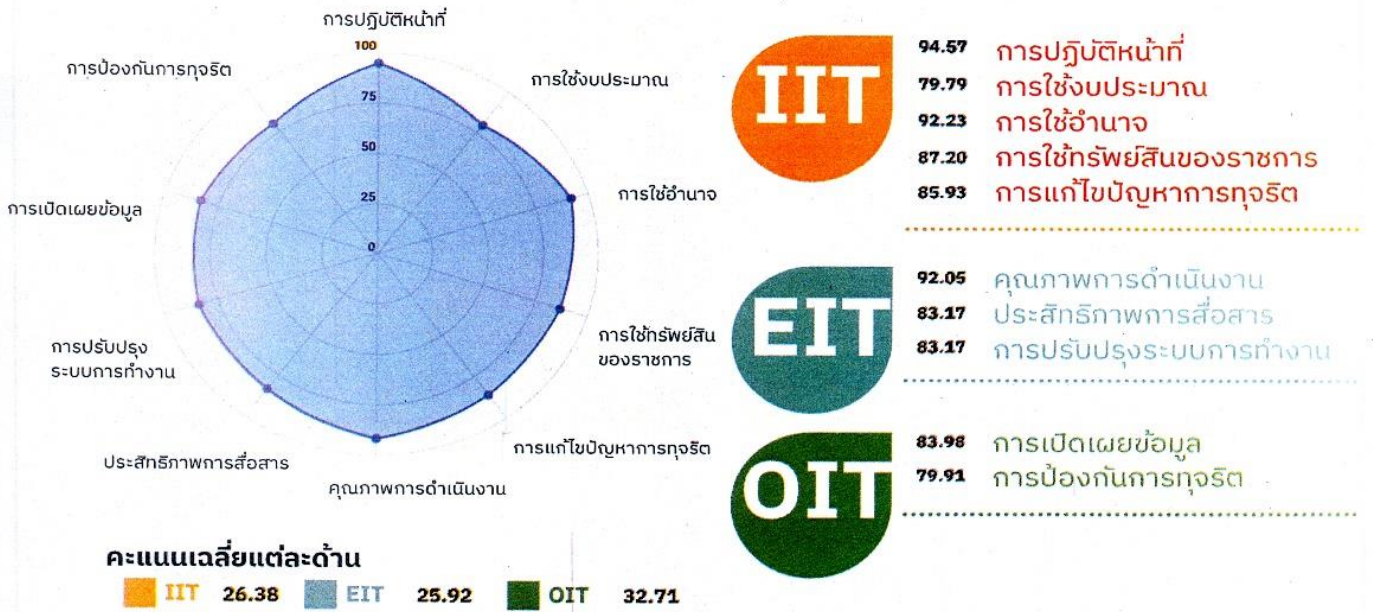 การปฏิบัติหน้าที่
การป้องกันการทุจริต
การใช้งบประมาณ
การเปิดเผยข้อมูล
การใช้อำนาจ
การปรับปรุง
ระบบการทำงาน
การใช้ทรัพย์สิน
ของราชการ
ประสิทธิภาพการสื่อสาร
การแก้ไขปัญหาการทุจริต
คุณภาพการดำเนินงาน
100
75
50
25
0
คะแนนเฉลี่ยแต่ละด้าน
IIT 26.38 EIT 25.92 OIT 32.71
IIT
94.57 การปฏิบัติหน้าที่
79.79 การใช้งบประมาณ
92.23 การใช้อำนาจ
87.20 การใช้ทรัพย์สินของราชการ
85.93 การแก้ไขปัญหาการทุจริต
EIT
92.05 คุณภาพการดำเนินงาน
83.17 ประสิทธิภาพการสื่อสาร
83.17 การปรับปรุงระบบการทำงาน
OIT
83.98 การเปิดเผยข้อมูล
79.91 การป้องกันการทุจริต